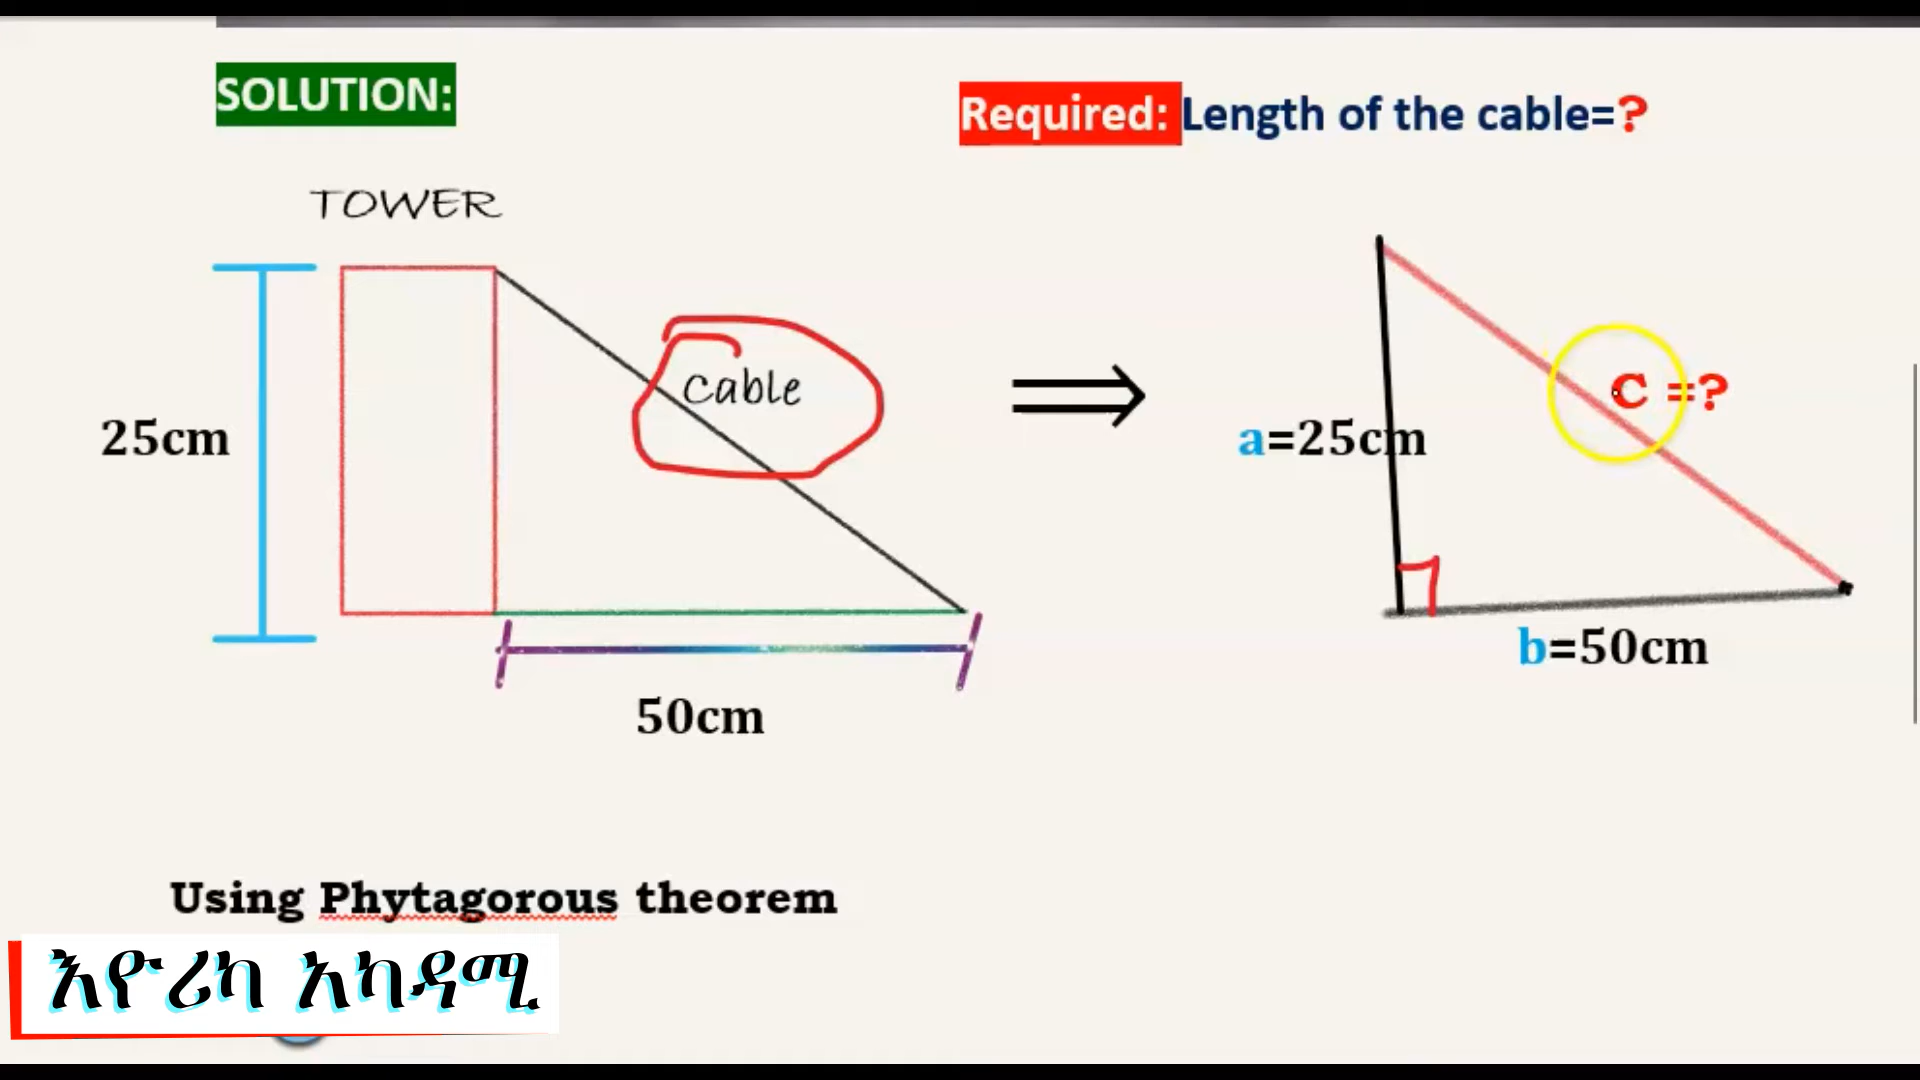 SOLUTION:
Required: Length of the cable=?
TOWER
25cm
Cable
50cm
C =?
a=25cm
b=50cm
Using Phytagorous theorem
እዮሪካ አካዳሚ